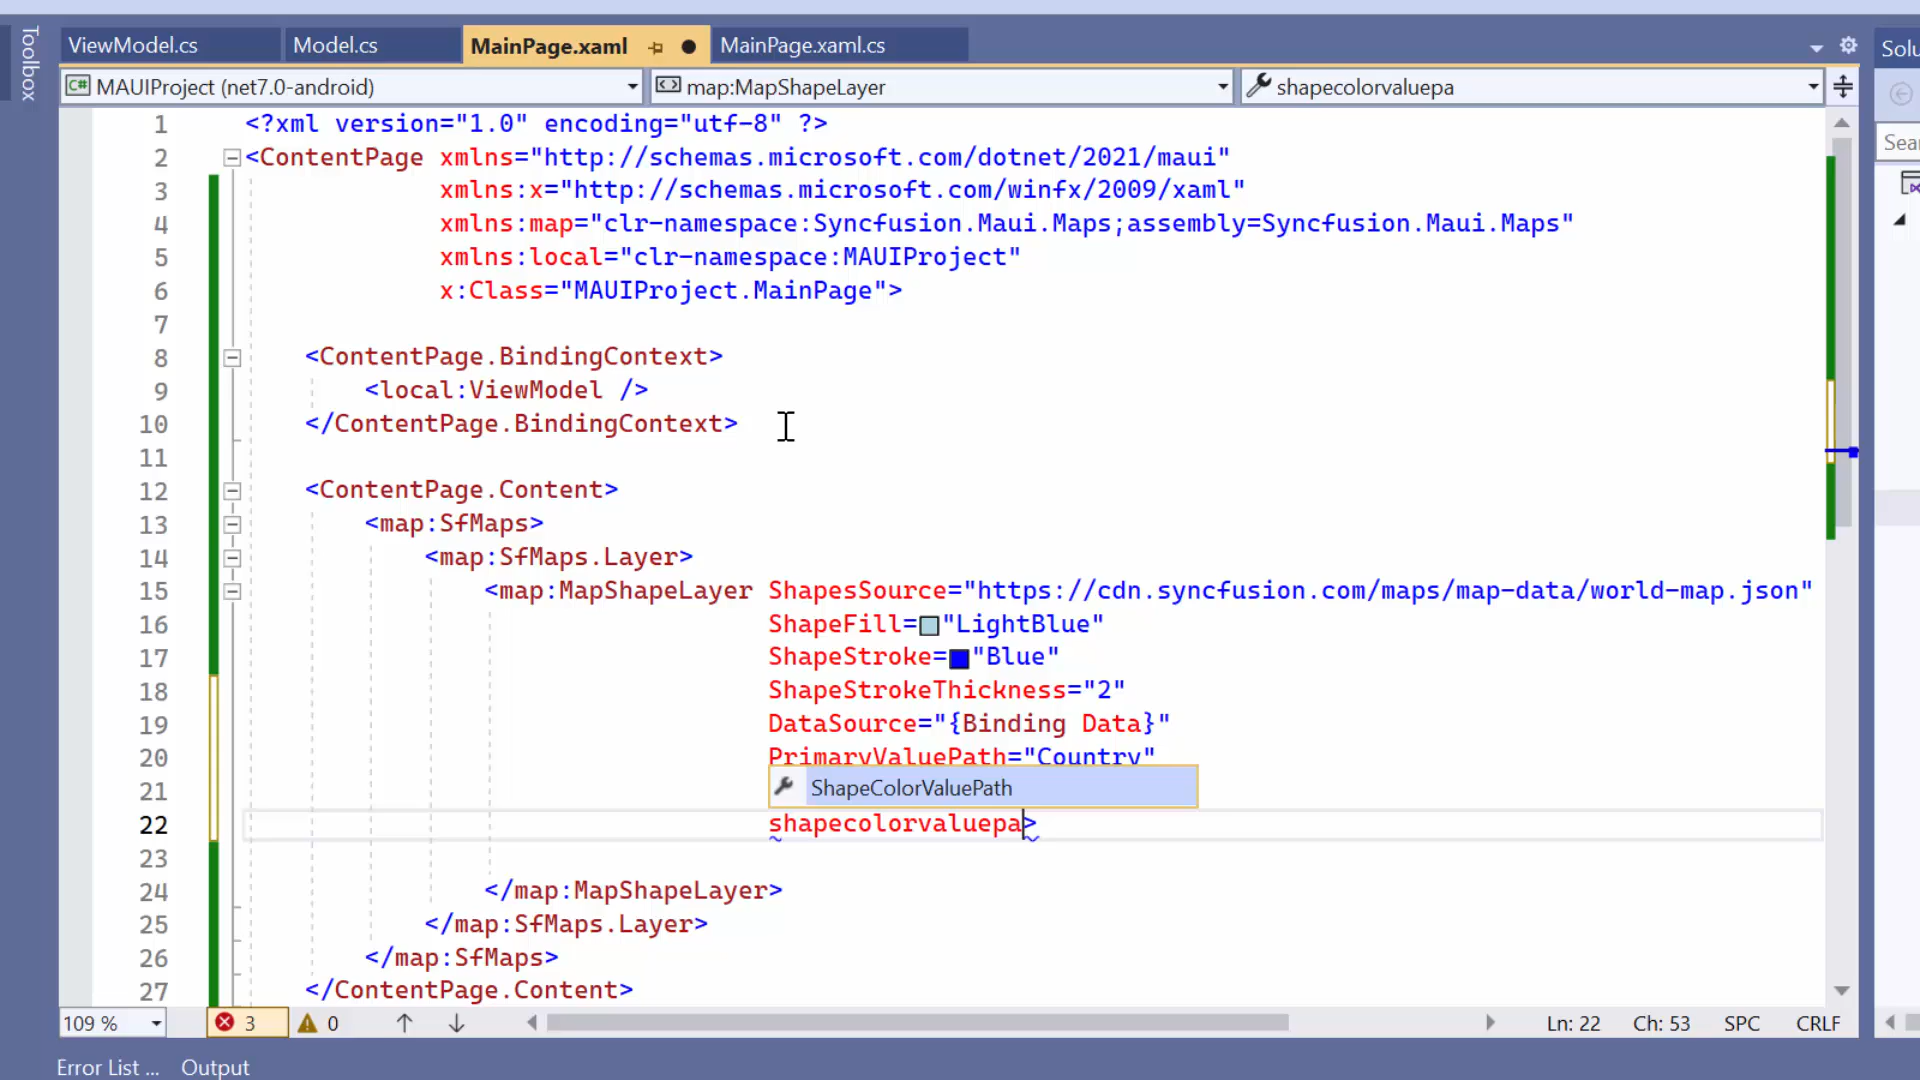 Toolbox
ViewModel.cs
Model.cs
MainPage.xaml
MainPage.xaml.cs
Solu
C# MAUIProject (net7.0-android)
map:MapShapeLayer
shapecolorvaluepa
Sear
1 <?xml version="1.0" encoding="utf-8" ?>
2 <ContentPage xmlns="http://schemas.microsoft.com/dotnet/2021/maui"
3 xmlns:x="http://schemas.microsoft.com/winfx/2009/xaml"
4 xmlns:map="clr-namespace:Syncfusion.Maui.Maps;assembly=Syncfusion.Maui.Maps"
5 xmlns:local="clr-namespace:MAUIProject"
6 x:Class="MAUIProject.MainPage">
7
8 <ContentPage.BindingContext>
9 <local:ViewModel />
10 </ContentPage.BindingContext>
11
12 <ContentPage.Content>
13 <map:SfMaps>
14 <map:SfMaps.Layer>
15 <map:MapShapeLayer ShapesSource="https://cdn.syncfusion.com/maps/map-data/world-map.json"
16 ShapeFill="LightBlue"
17 ShapeStroke="Blue"
18 ShapeStrokeThickness="2"
19 DataSource="{Binding Data}"
20 PrimaryValuePath="Country"
21
ShapeColorValuePath
22 shapecolorvaluepa>
23
24 </map:MapShapeLayer>
25 </map:SfMaps.Layer>
26 </map:SfMaps>
27 </ContentPage.Content>
109 %
3
0
Ln: 22
Ch: 53
SPC
CRLF
Error List ...
Output